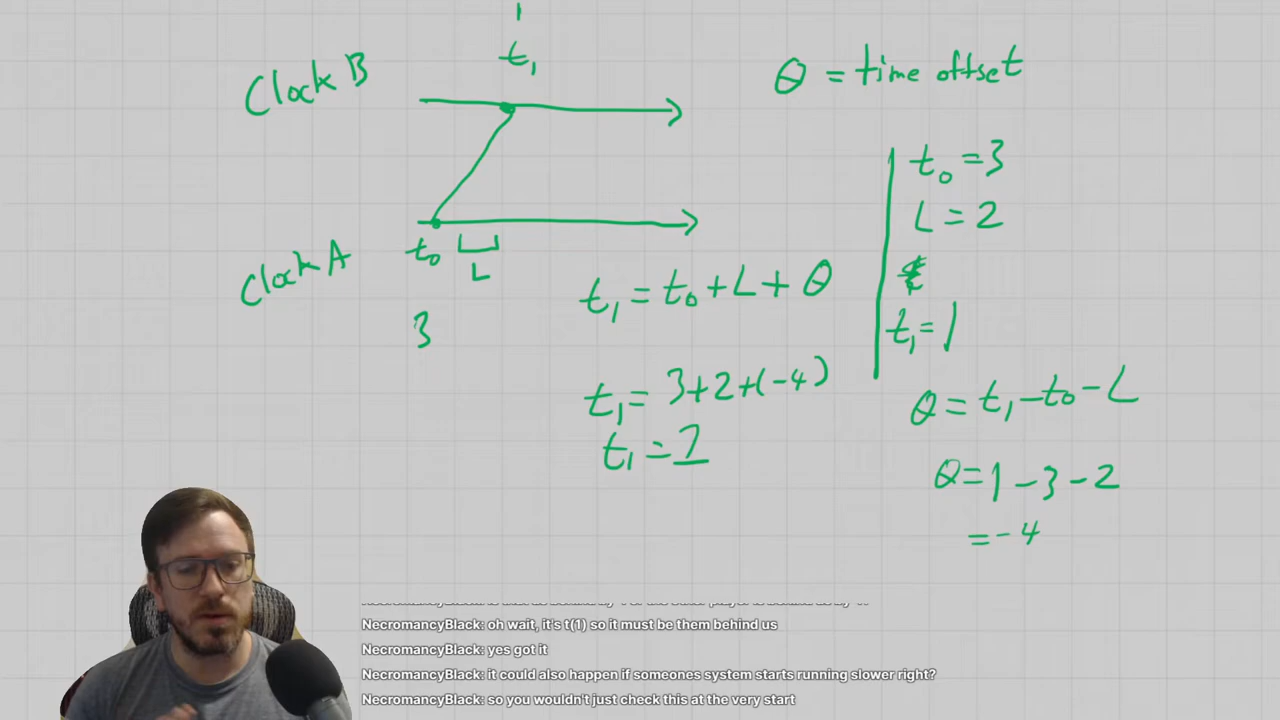 t₁
Clock B
θ = time offset
t₀ = 3
L = 2
t₁ = 1
Clock A
t₀
L
3
t₁ = t₀ + L + θ
t₁ = 3 + 2 + (-4)
t₁ = 1
θ = t₁ - t₀ - L
θ = 1 - 3 - 2
= -4
NecromancyBlack: oh wait, it's t(1) so it must be them behind us
NecromancyBlack: yes got it
NecromancyBlack: it could also happen if someones system starts running slower right?
NecromancyBlack: so you wouldn't just check this at the very start